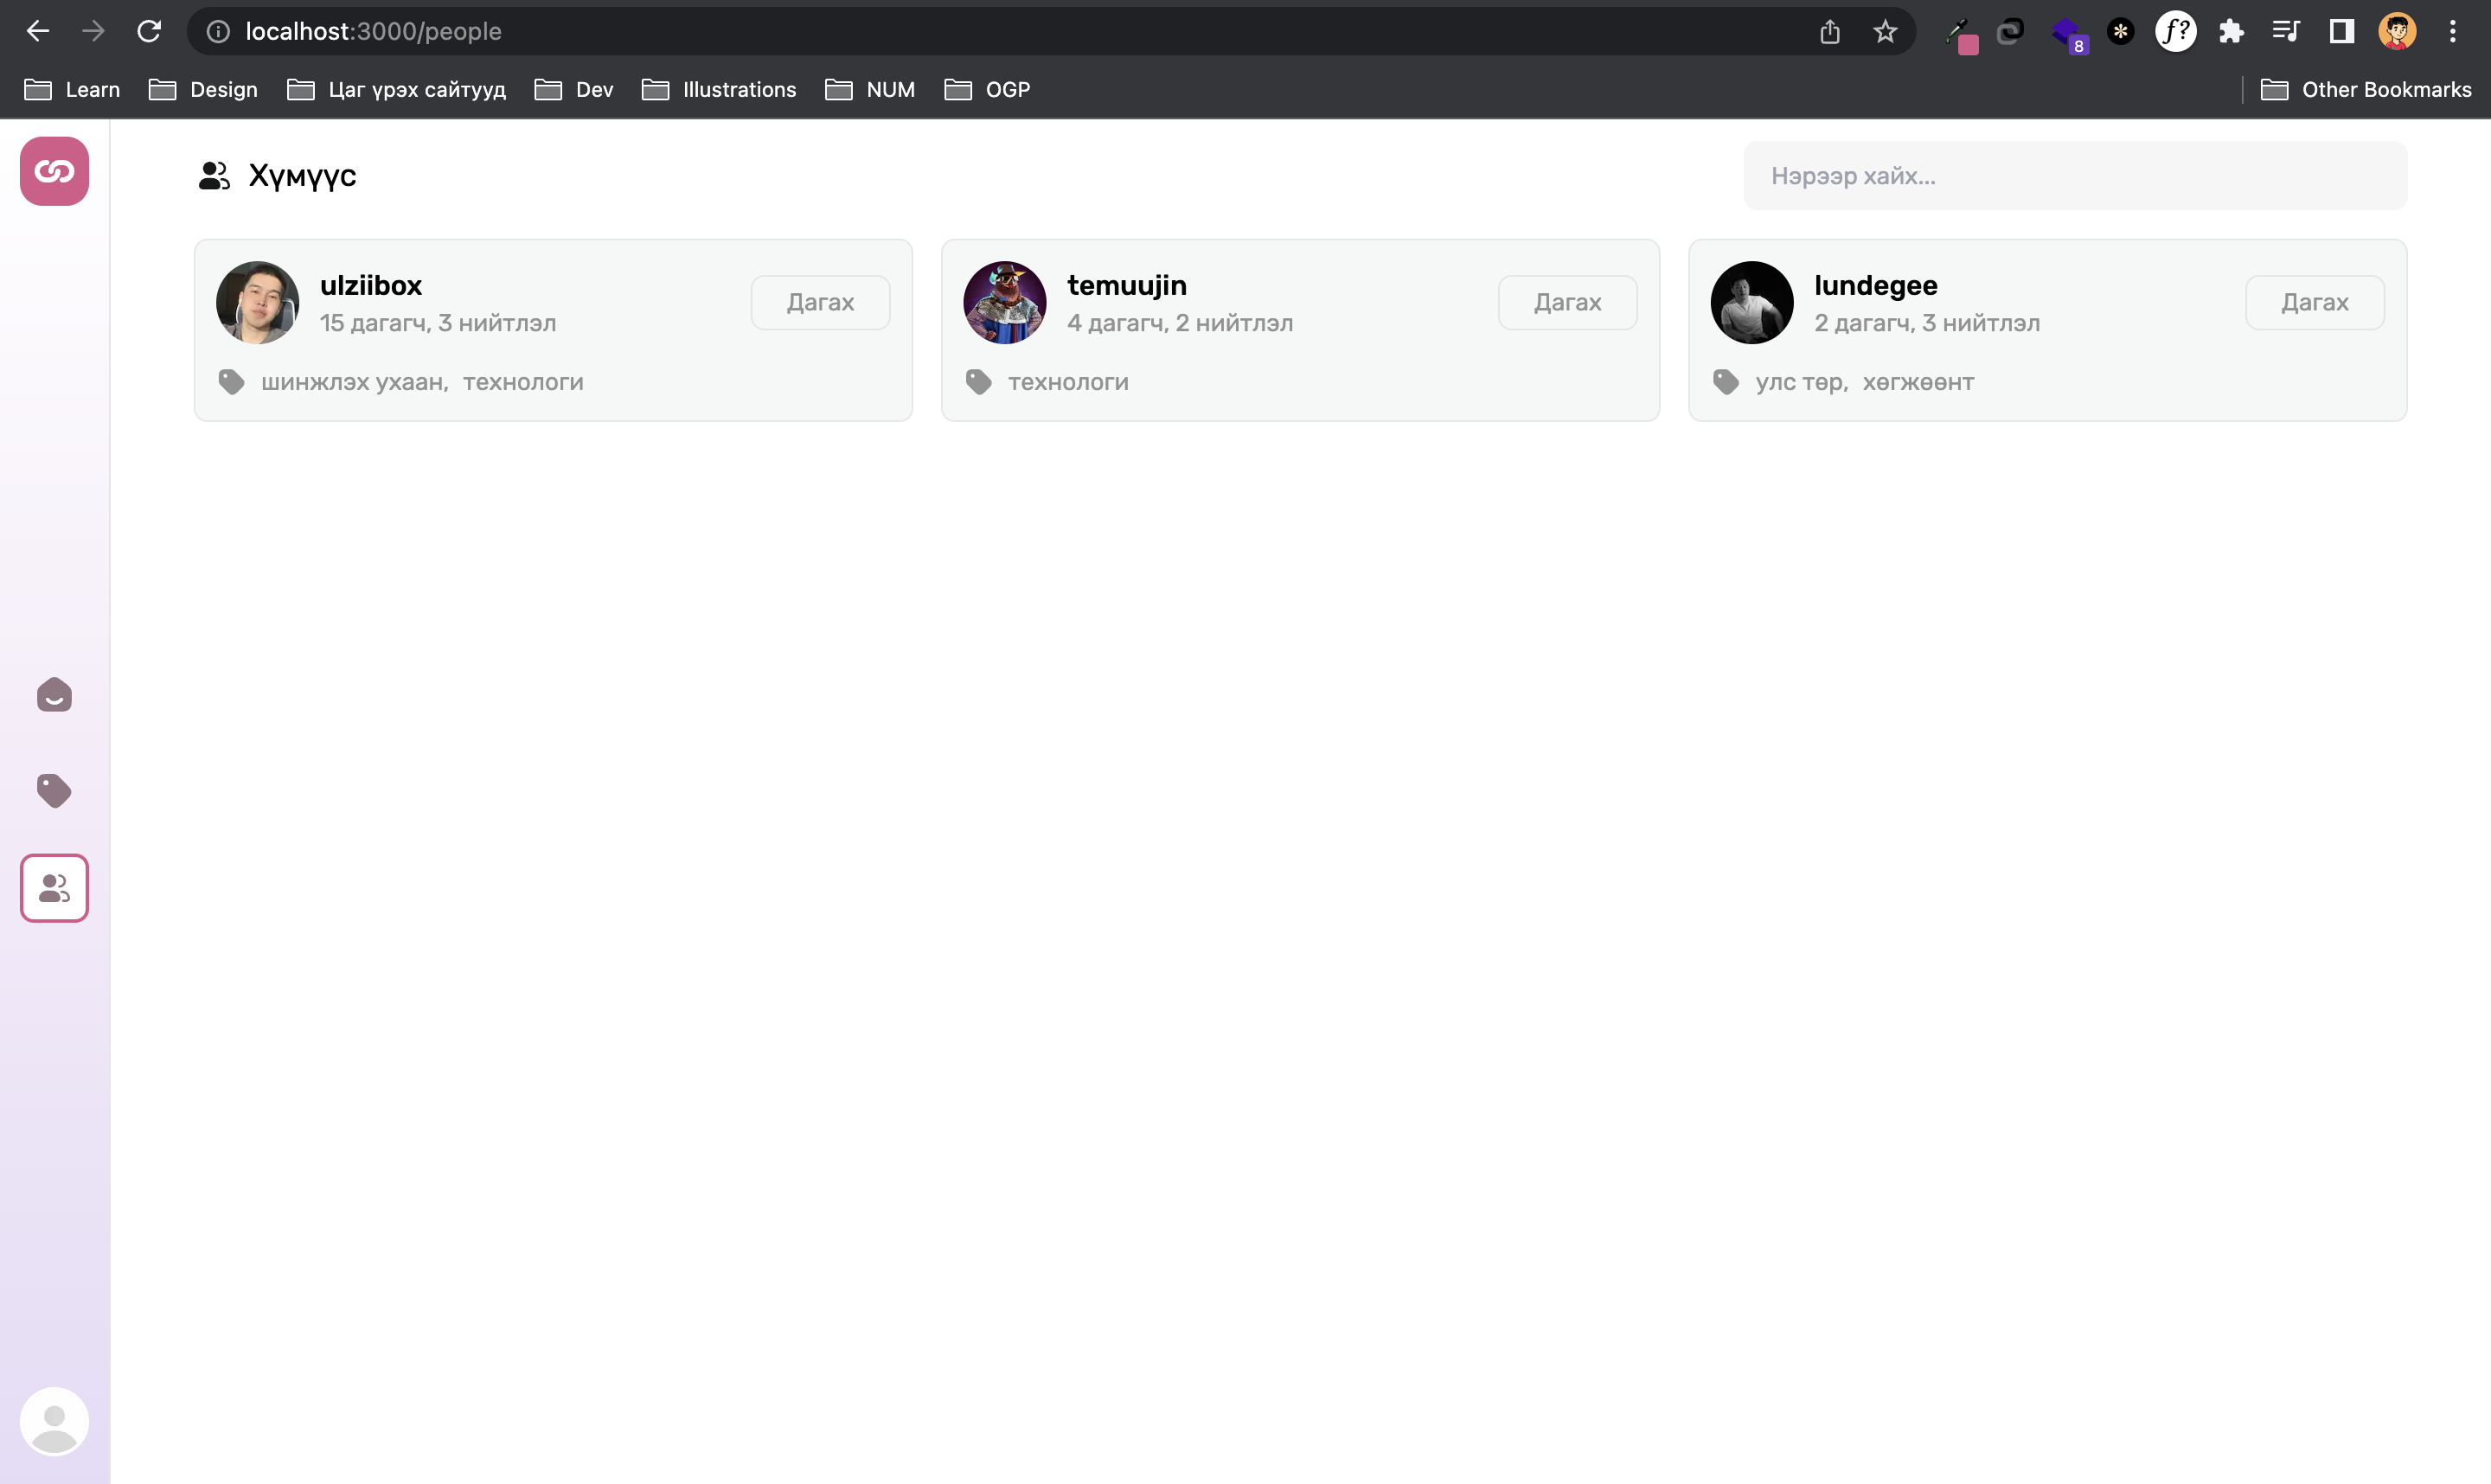 localhost:3000/people
8
f?
Learn Design Цаг үрэх сайтууд Dev Illustrations NUM OGP Other Bookmarks
Хүмүүс
Нэрээр хайх...
ulziibox
15 дагагч, 3 нийтлэл
Дагах
шинжлэх ухаан, технологи
temuujin
4 дагагч, 2 нийтлэл
Дагах
технологи
lundegee
2 дагагч, 3 нийтлэл
Дагах
улс төр, хөгжөөнт